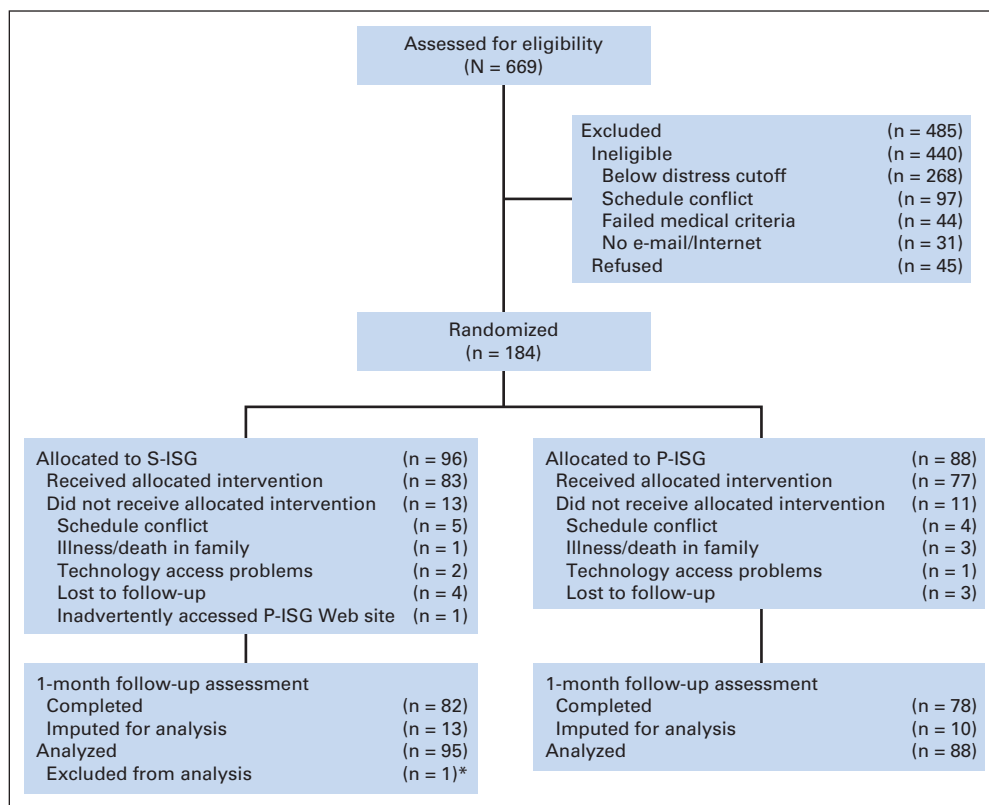 Assessed for eligibility
(N = 669)
Excluded (n = 485)
Ineligible (n = 440)
Below distress cutoff (n = 268)
Schedule conflict (n = 97)
Failed medical criteria (n = 44)
No e-mail/Internet (n = 31)
Refused (n = 45)
Randomized
(n = 184)
Allocated to S-ISG (n = 96)
Received allocated intervention (n = 83)
Did not receive allocated intervention (n = 13)
Schedule conflict (n = 5)
Illness/death in family (n = 1)
Technology access problems (n = 2)
Lost to follow-up (n = 4)
Inadvertently accessed P-ISG Web site (n = 1)
Allocated to P-ISG (n = 88)
Received allocated intervention (n = 77)
Did not receive allocated intervention (n = 11)
Schedule conflict (n = 4)
Illness/death in family (n = 3)
Technology access problems (n = 1)
Lost to follow-up (n = 3)
1-month follow-up assessment
Completed (n = 82)
Imputed for analysis (n = 13)
Analyzed (n = 95)
Excluded from analysis (n = 1)*
1-month follow-up assessment
Completed (n = 78)
Imputed for analysis (n = 10)
Analyzed (n = 88)